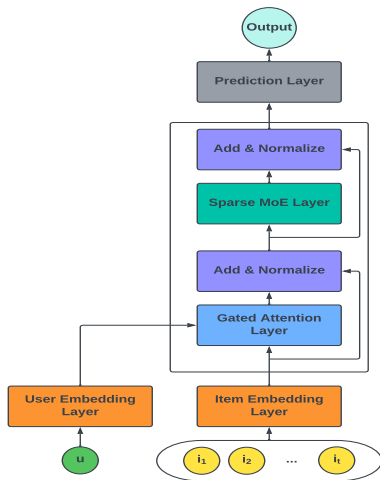 Output
Prediction Layer
Add & Normalize
Sparse MoE Layer
Add & Normalize
Gated Attention
Layer
User Embedding
Layer
Item Embedding
Layer
u
i1 i2 ... it